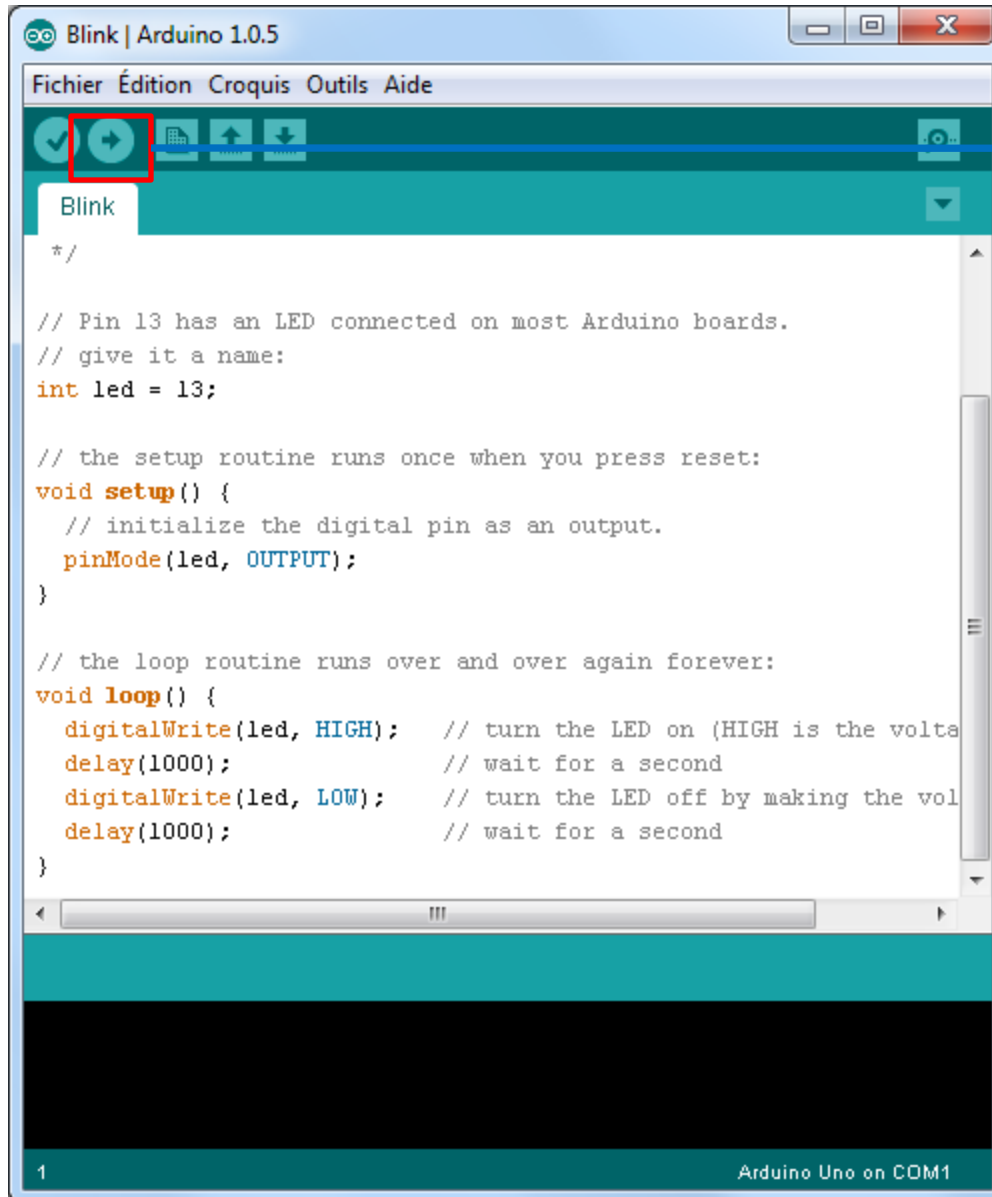 Blink | Arduino 1.0.5
Fichier Édition Croquis Outils Aide
Blink
*/
// Pin 13 has an LED connected on most Arduino boards.
// give it a name:
int led = 13;
// the setup routine runs once when you press reset:
void setup() {
  // initialize the digital pin as an output.
  pinMode(led, OUTPUT);
}
// the loop routine runs over and over again forever:
void loop() {
  digitalWrite(led, HIGH);   // turn the LED on (HIGH is the volta
  delay(1000);               // wait for a second
  digitalWrite(led, LOW);    // turn the LED off by making the vol
  delay(1000);               // wait for a second
}
1
Arduino Uno on COM1